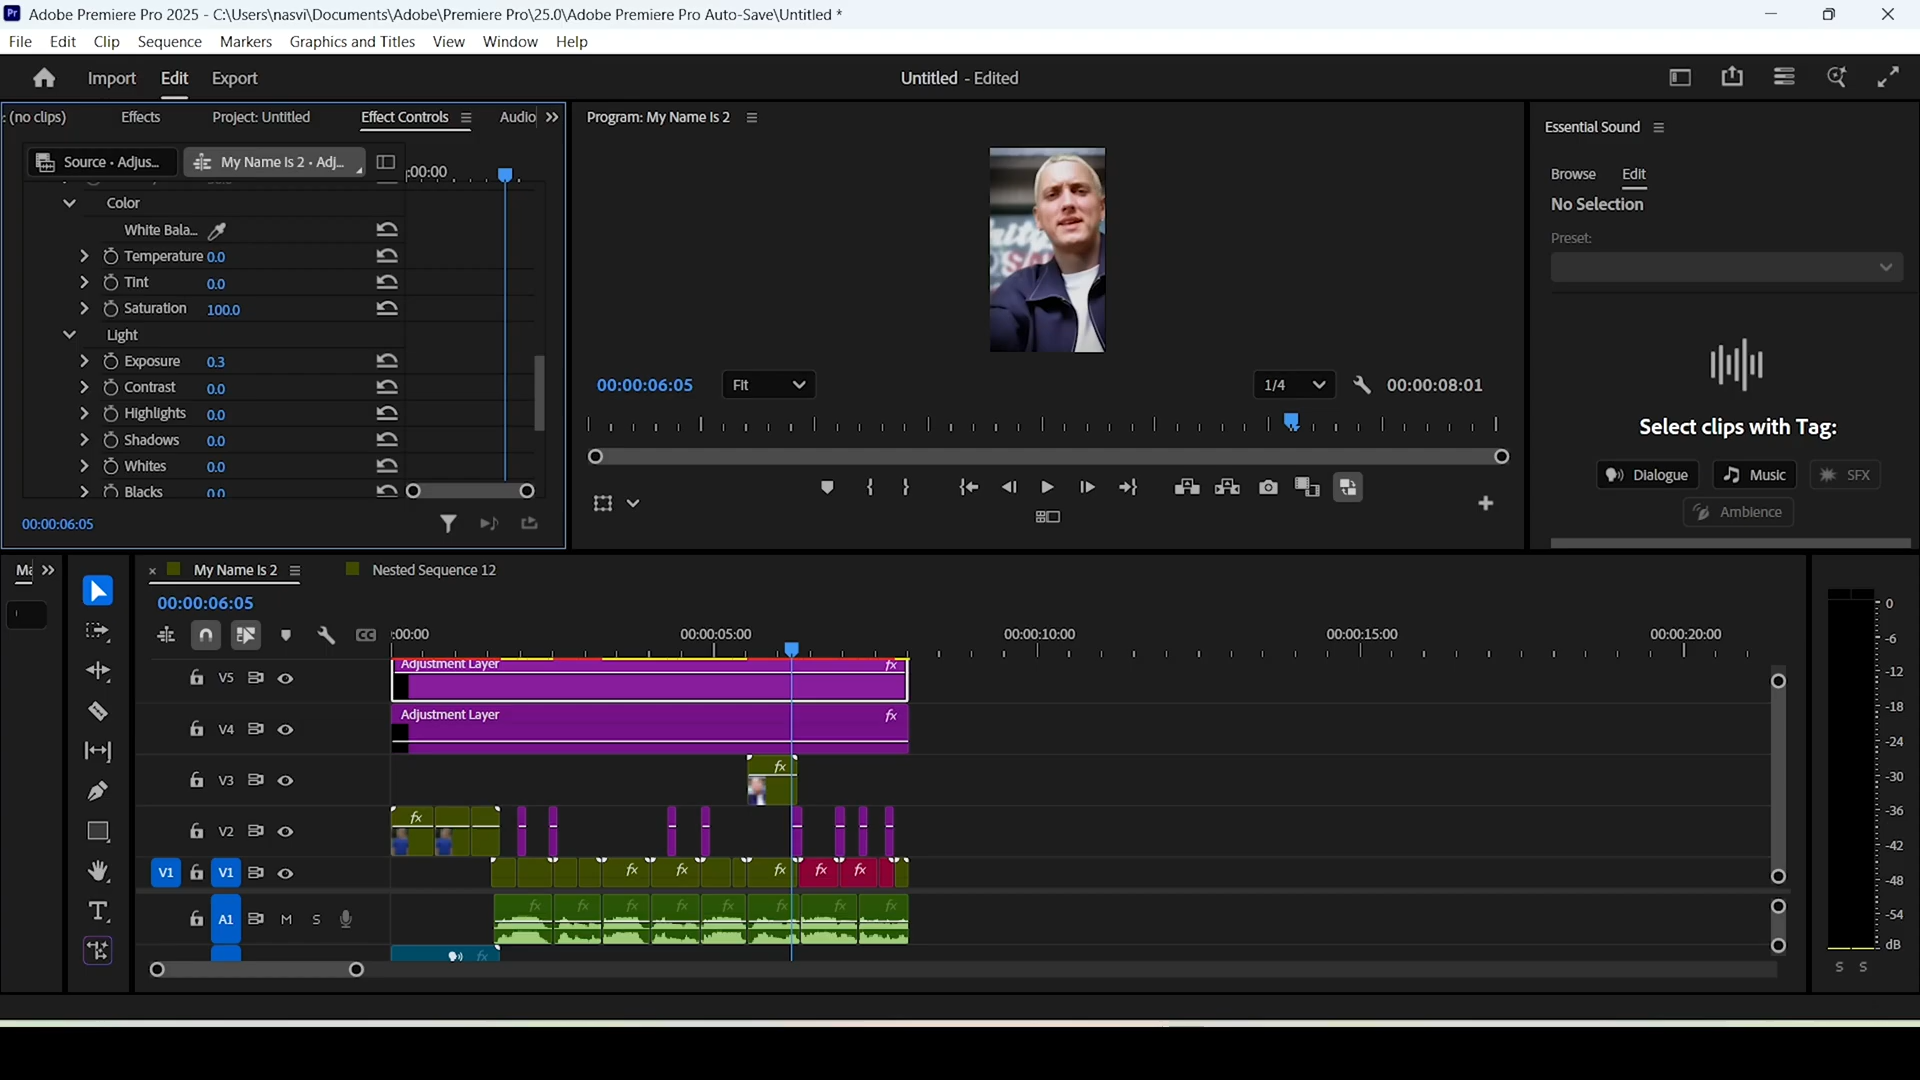 Pr Adobe Premiere Pro 2025 - C:\Users\nasvi\Documents\Adobe\Premiere Pro\25.0\Adobe Premiere Pro Auto-Save\Untitled *
File Edit Clip Sequence Markers Graphics and Titles View Window Help
Import Edit Export Untitled - Edited
: (no clips) Effects Project: Untitled Effect Controls Audio
Program: My Name Is 2
Essential Sound
Source • Adjus... My Name Is 2 • Adj... :00:00
Browse Edit
No Selection
Preset:
Color
White Bala...
Temperature 0.0
Tint 0.0
Saturation 100.0
Light
Exposure 0.3
Contrast 0.0
Highlights 0.0
Shadows 0.0
Whites 0.0
Blacks 0.0
00:00:06:05
00:00:06:05 Fit 1/4 00:00:08:01
Select clips with Tag:
Dialogue Music SFX
Ambience
Ma
× My Name Is 2 Nested Sequence 12
00:00:06:05
:00:00 00:00:05:00 00:00:10:00 00:00:15:00 00:00:20:00
CC
V5 Adjustment Layer fx
V4 Adjustment Layer fx
V3 fx
V2 fx
V1 V1 fx fx fx fx fx
A1 M S fx fx fx fx fx fx fx fx
fx
T
0
-6
-12
-18
-24
-30
-36
-42
-48
-54
dB
S S